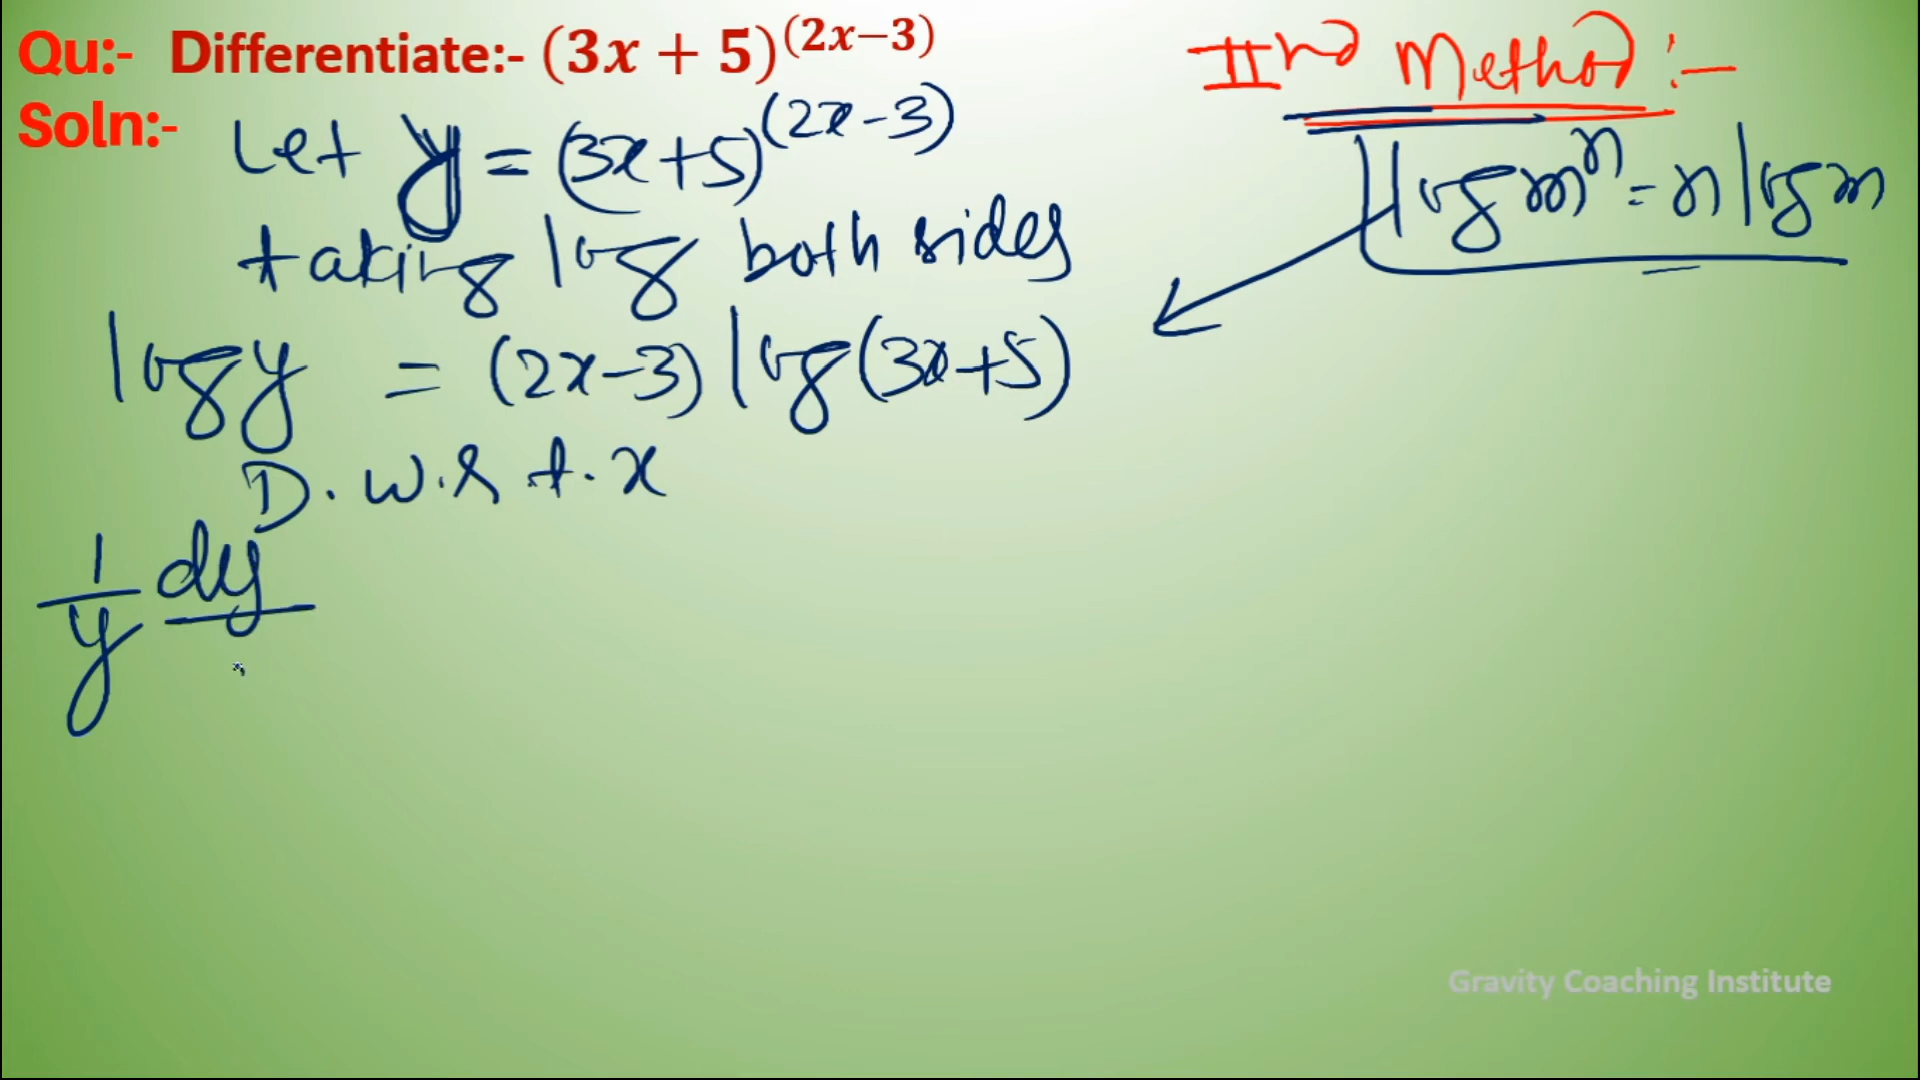 Qu:- Differentiate:- (3x + 5)^(2x−3)
IInd Method:-
Soln:- Let y = (3x+5)^(2x-3)
log m^n = n log m
taking log both sides
log y = (2x-3) log(3x+5)
D. w.r.t. x
1/y dy
Gravity Coaching Institute